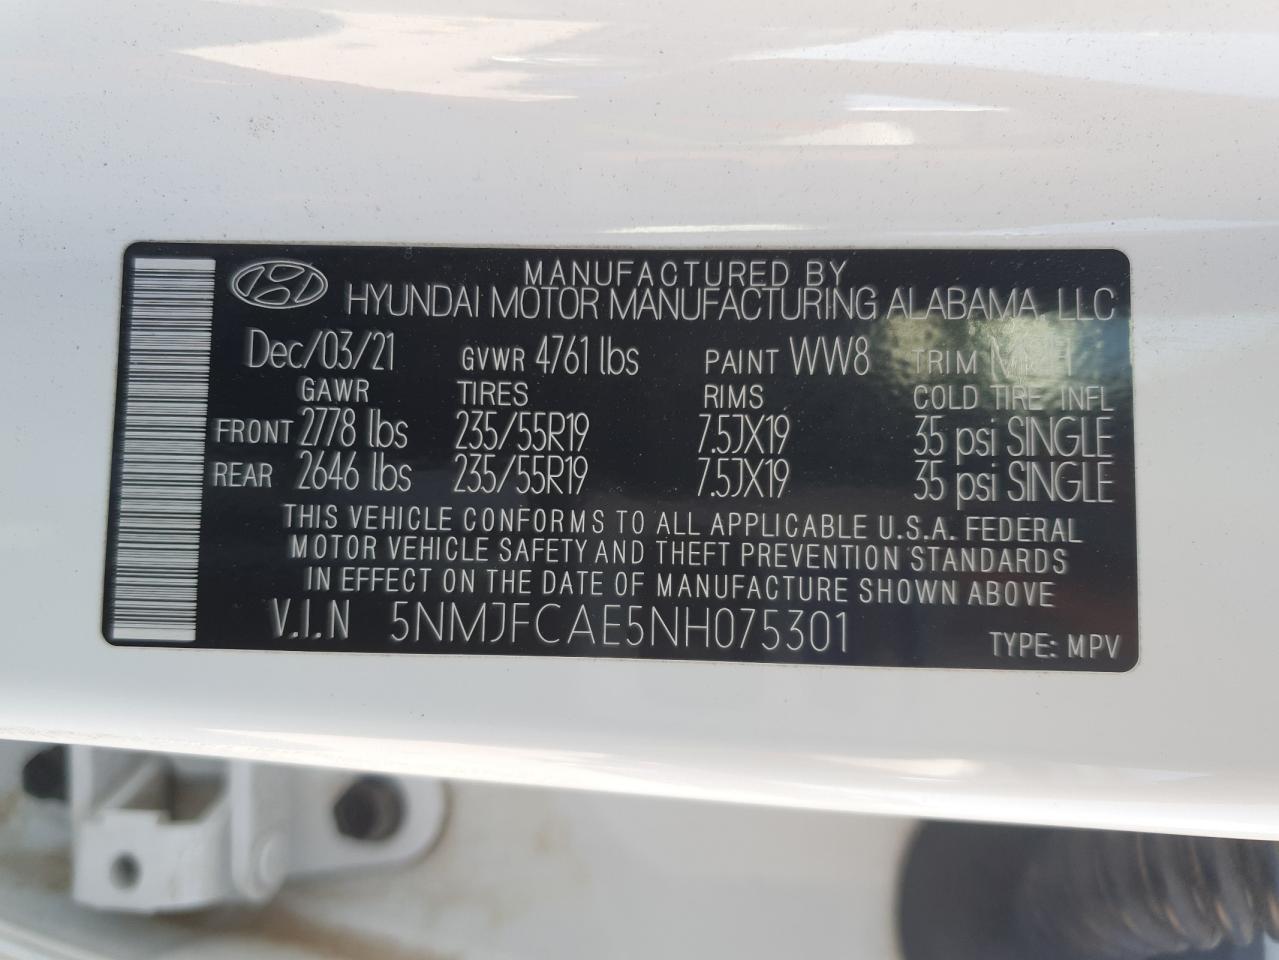 MANUFACTURED BY
HYUNDAI MOTOR MANUFACTURING ALABAMA, LLC
Dec/03/21 GVWR 4761 lbs PAINT WW8 TRIM
GAWR TIRES RIMS COLD TIRE INFL
FRONT 2778 lbs 235/55R19 7.5JX19 35 psi SINGLE
REAR 2646 lbs 235/55R19 7.5JX19 35 psi SINGLE
THIS VEHICLE CONFORMS TO ALL APPLICABLE U.S.A. FEDERAL
MOTOR VEHICLE SAFETY AND THEFT PREVENTION STANDARDS
IN EFFECT ON THE DATE OF MANUFACTURE SHOWN ABOVE
V.I.N 5NMJFCAE5NH075301 TYPE: MPV